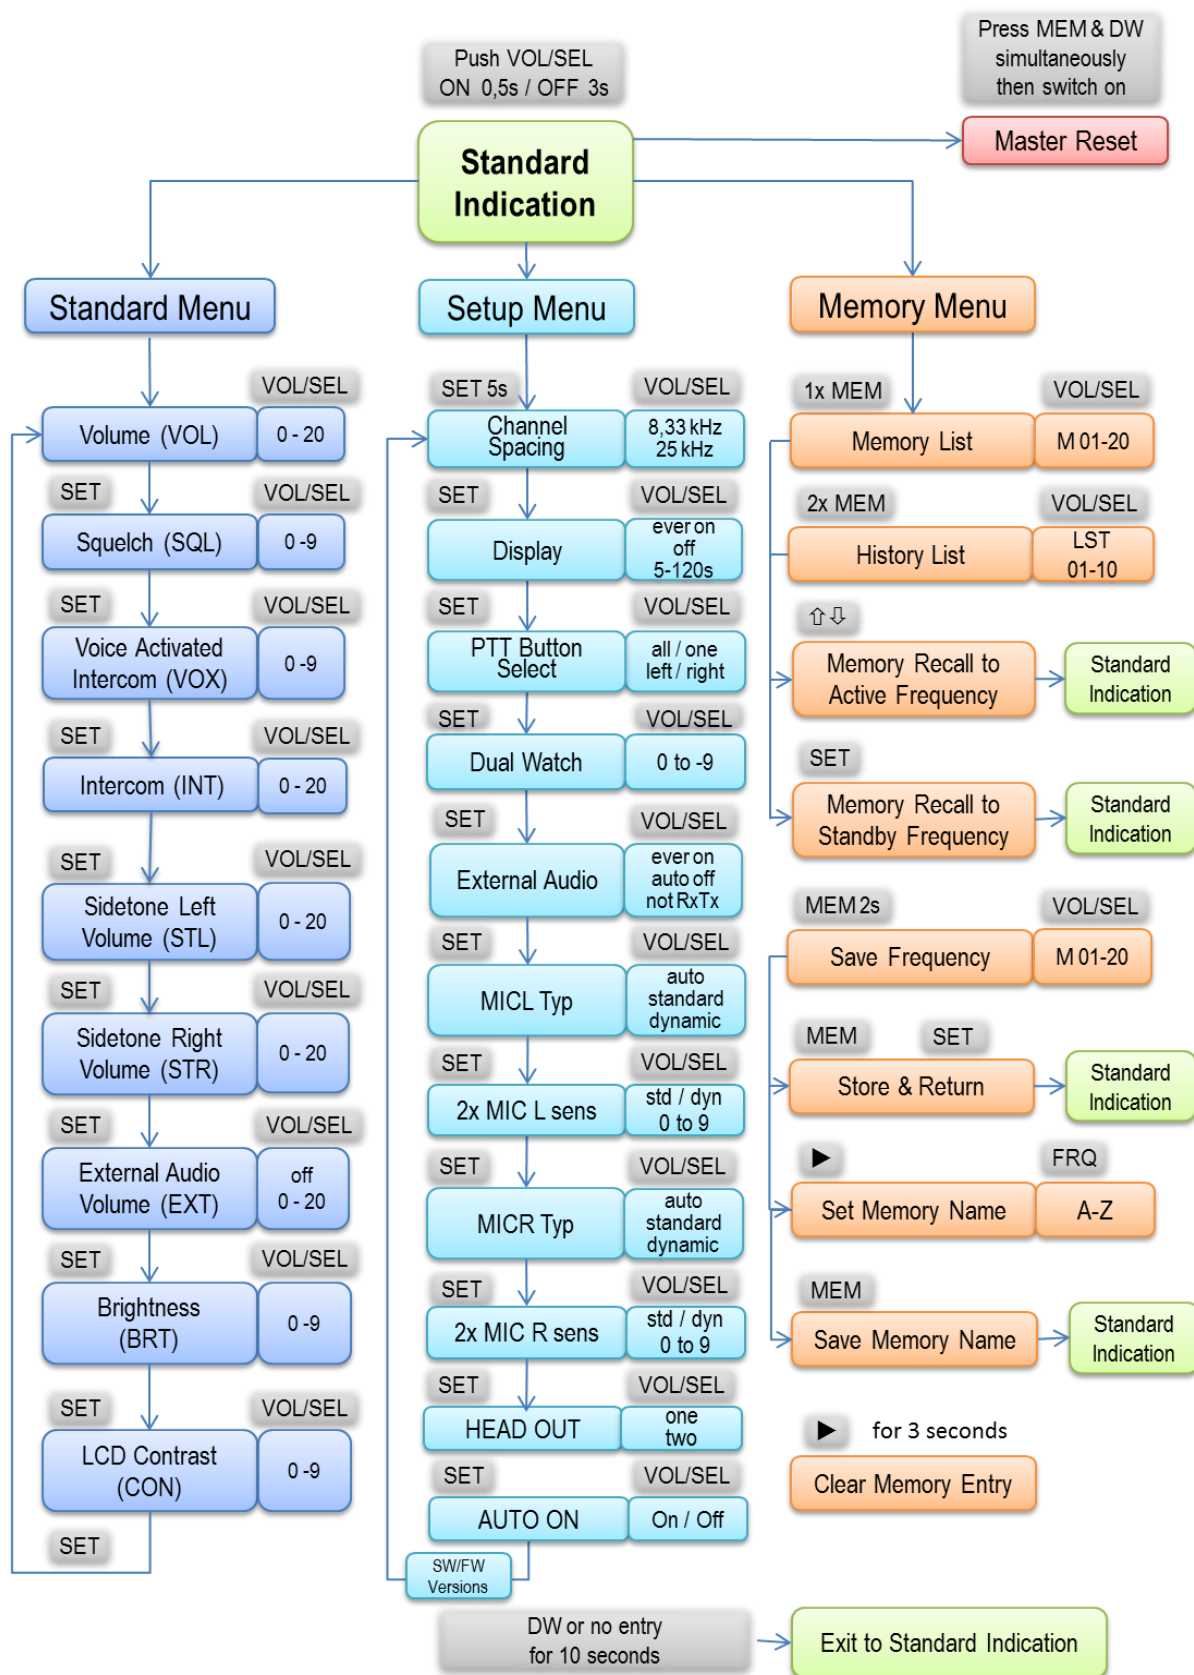 Push VOL/SEL
ON 0,5s / OFF 3s
Press MEM & DW
simultaneously
then switch on
Standard
Indication
Master Reset
Standard Menu
VOL/SEL
Volume (VOL)
0 - 20
SET
VOL/SEL
Squelch (SQL)
0 -9
SET
VOL/SEL
Voice Activated
Intercom (VOX)
0 -9
SET
VOL/SEL
Intercom (INT)
0 - 20
SET
VOL/SEL
Sidetone Left
Volume (STL)
0 - 20
SET
VOL/SEL
Sidetone Right
Volume (STR)
0 - 20
SET
VOL/SEL
External Audio
Volume (EXT)
off
0 - 20
SET
VOL/SEL
Brightness
(BRT)
0 -9
SET
VOL/SEL
LCD Contrast
(CON)
0 -9
SET
Setup Menu
SET 5s
VOL/SEL
Channel
Spacing
8,33 kHz
25 kHz
SET
VOL/SEL
Display
ever on
off
5-120s
SET
VOL/SEL
PTT Button
Select
all / one
left / right
SET
VOL/SEL
Dual Watch
0 to -9
SET
VOL/SEL
External Audio
ever on
auto off
not RxTx
SET
VOL/SEL
MICL Typ
auto
standard
dynamic
SET
VOL/SEL
2x MIC L sens
std / dyn
0 to 9
SET
VOL/SEL
MICR Typ
auto
standard
dynamic
SET
VOL/SEL
2x MIC R sens
std / dyn
0 to 9
SET
VOL/SEL
HEAD OUT
one
two
SET
VOL/SEL
AUTO ON
On / Off
SW/FW
Versions
Memory Menu
1x MEM
VOL/SEL
Memory List
M 01-20
2x MEM
VOL/SEL
History List
LST
01-10
⇧⇩
Memory Recall to
Active Frequency
Standard
Indication
SET
Memory Recall to
Standby Frequency
Standard
Indication
MEM 2s
VOL/SEL
Save Frequency
M 01-20
MEM
SET
Store & Return
Standard
Indication
▶
FRQ
Set Memory Name
A-Z
MEM
Save Memory Name
Standard
Indication
▶ for 3 seconds
Clear Memory Entry
DW or no entry
for 10 seconds
Exit to Standard Indication